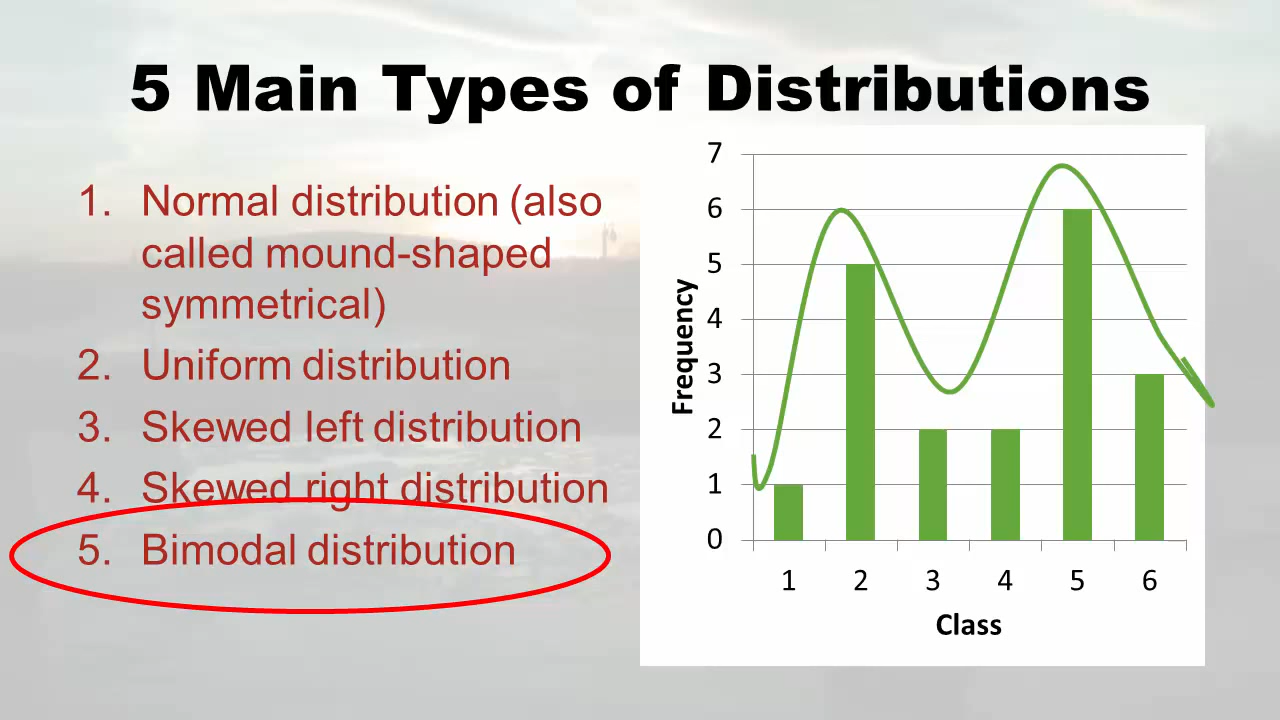 5 Main Types of Distributions
1. Normal distribution (also
called mound-shaped
symmetrical)
2. Uniform distribution
3. Skewed left distribution
4. Skewed right distribution
5. Bimodal distribution
Frequency
7
6
5
4
3
2
1
0
1 2 3 4 5 6
Class